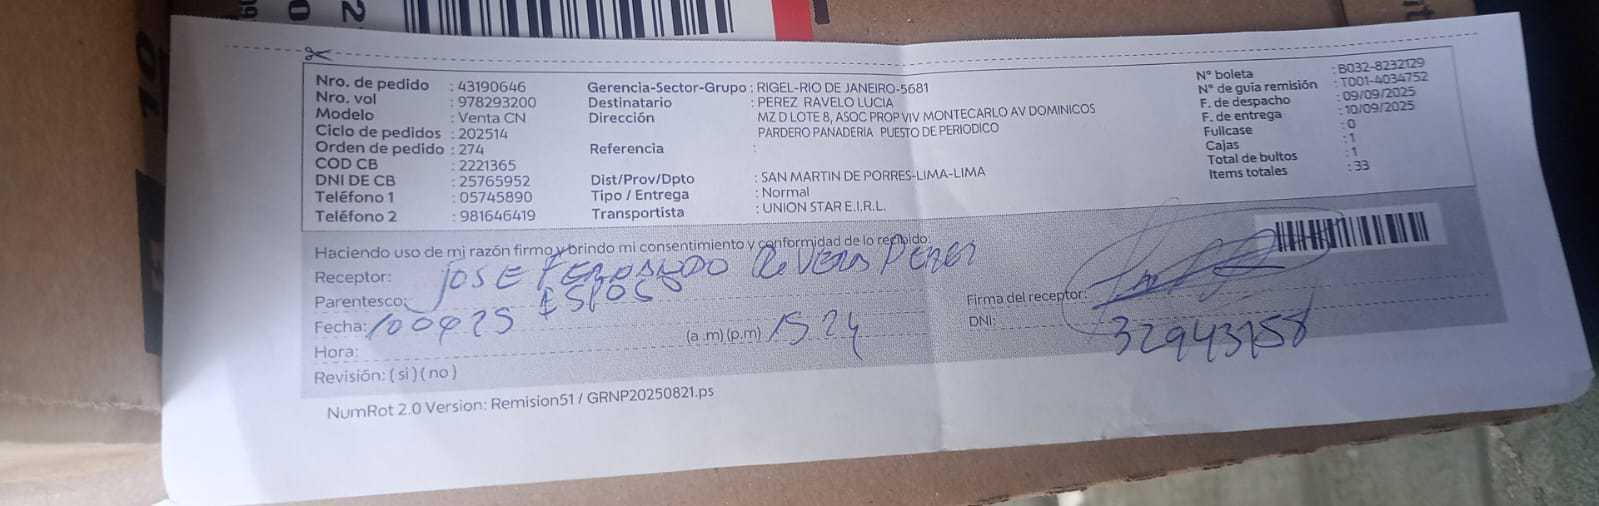 Nro. de pedido : 43190646
Nro. vol : 978293200
Modelo : Venta CN
Ciclo de pedidos : 202514
Orden de pedido : 274
COD CB : 2221365
DNI DE CB : 25765952
Teléfono 1 : 05745890
Teléfono 2 : 981646419
Gerencia-Sector-Grupo : RIGEL-RIO DE JANEIRO-5681
Destinatario : PEREZ RAVELO LUCIA
Dirección MZ D LOTE 8, ASOC PROP VIV MONTECARLO AV DOMINICOS
PARDERO PANADERIA PUESTO DE PERIODICO
Referencia :
Dist/Prov/Dpto : SAN MARTIN DE PORRES-LIMA-LIMA
Tipo / Entrega : Normal
Transportista : UNION STAR E.I.R.L.
N° boleta : B032-8232129
N° de guía remisión : T001-4034752
F. de despacho : 09/09/2025
F. de entrega : 10/09/2025
Fullcase : 0
Cajas : 1
Total de bultos : 1
Items totales : 33
Haciendo uso de mi razón firmo y brindo mi consentimiento y conformidad de lo recibido:
Receptor: JOSE FERNANDO RIVERA PEREZ
Parentesco: ESPOSO
Fecha: 100925
Hora: (a .m) (p.m) 15 24
Revisión: ( si ) ( no )
Firma del receptor:
DNI: 32943758
NumRot 2.0 Version: Remision51 / GRNP20250821.ps